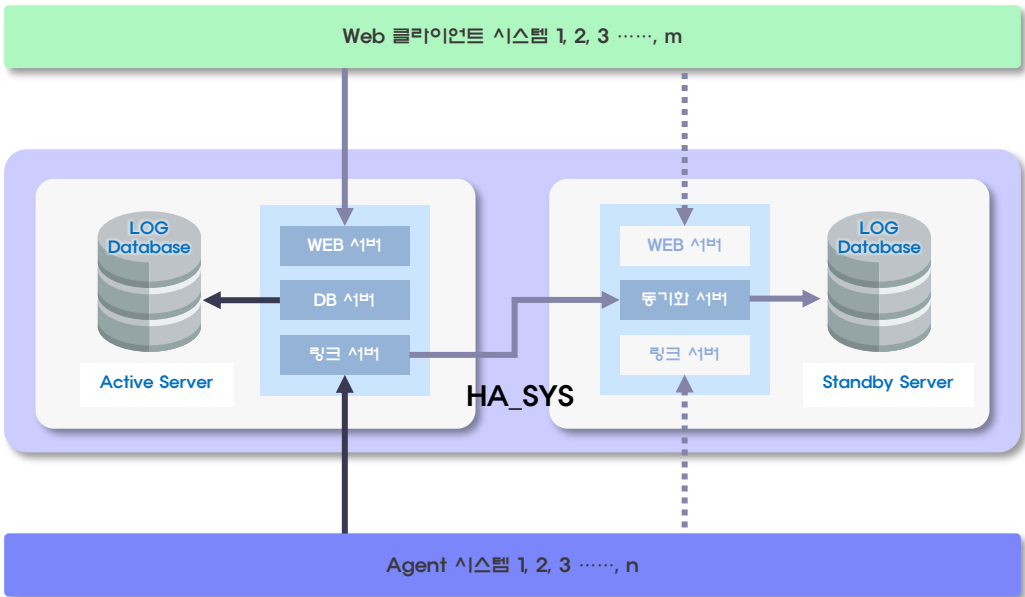 Web 클라이언트 시스템 1, 2, 3 ······, m
LOG
Database
Active Server
WEB 서버
DB 서버
링크 서버
HA_SYS
WEB 서버
동기화 서버
링크 서버
LOG
Database
Standby Server
Agent 시스템 1, 2, 3 ······, n